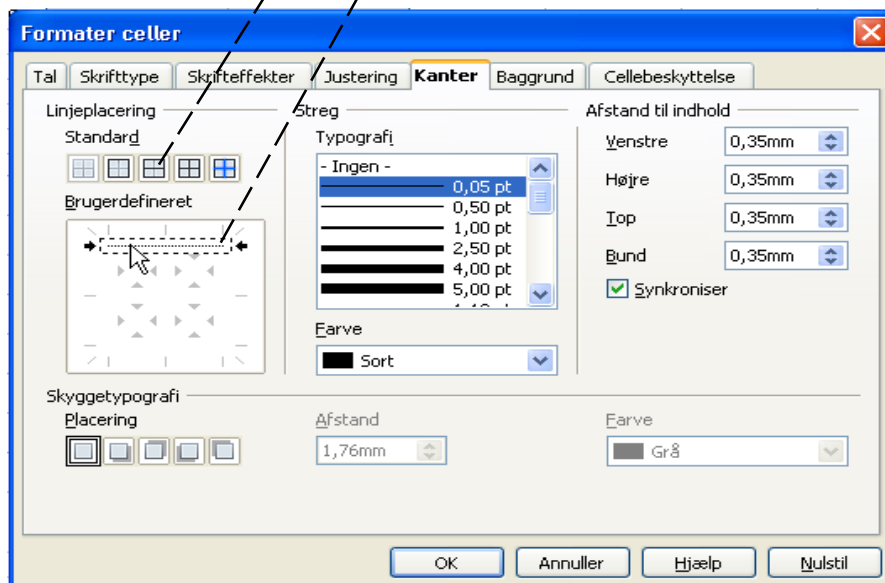 Formater celler
Tal Skrifttype Skrifteffekter Justering Kanter Baggrund Cellebeskyttelse
Linjeplacering
Standard
Brugerdefineret
Streg
Typografi
- Ingen -
0,05 pt
0,50 pt
1,00 pt
2,50 pt
4,00 pt
5,00 pt
Farve
Sort
Afstand til indhold
Venstre 0,35mm
Højre 0,35mm
Top 0,35mm
Bund 0,35mm
Synkroniser
Skyggetypografi
Placering
Afstand
1,76mm
Farve
Grå
OK Annuller Hjælp Nulstil